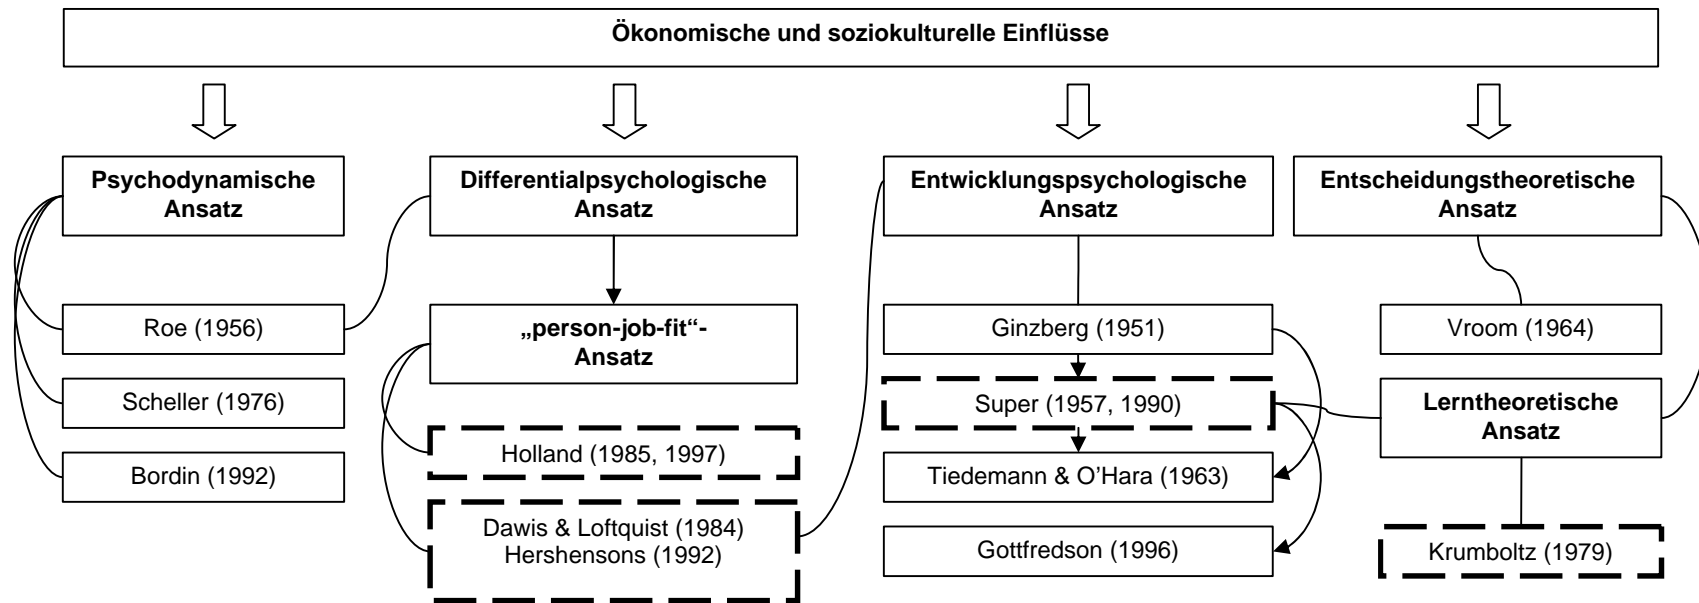 Ökonomische und soziokulturelle Einflüsse
Psychodynamische
Ansatz
Roe (1956)
Scheller (1976)
Bordin (1992)
Differentialpsychologische
Ansatz
„person-job-fit“-
Ansatz
Holland (1985, 1997)
Dawis & Loftquist (1984)
Hershensons (1992)
Entwicklungspsychologische
Ansatz
Ginzberg (1951)
Super (1957, 1990)
Tiedemann & O’Hara (1963)
Gottfredson (1996)
Entscheidungstheoretische
Ansatz
Vroom (1964)
Lerntheoretische
Ansatz
Krumboltz (1979)